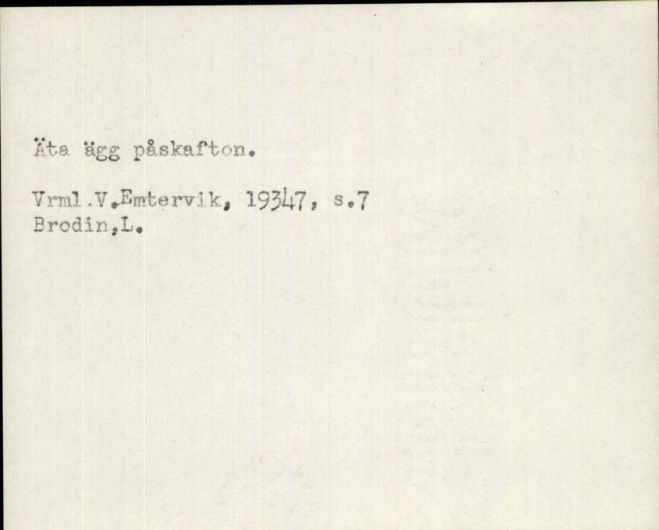 Äta ägg påskafton.
Vrml.V.Emtervik, 19347, s.7
Brodin,L.